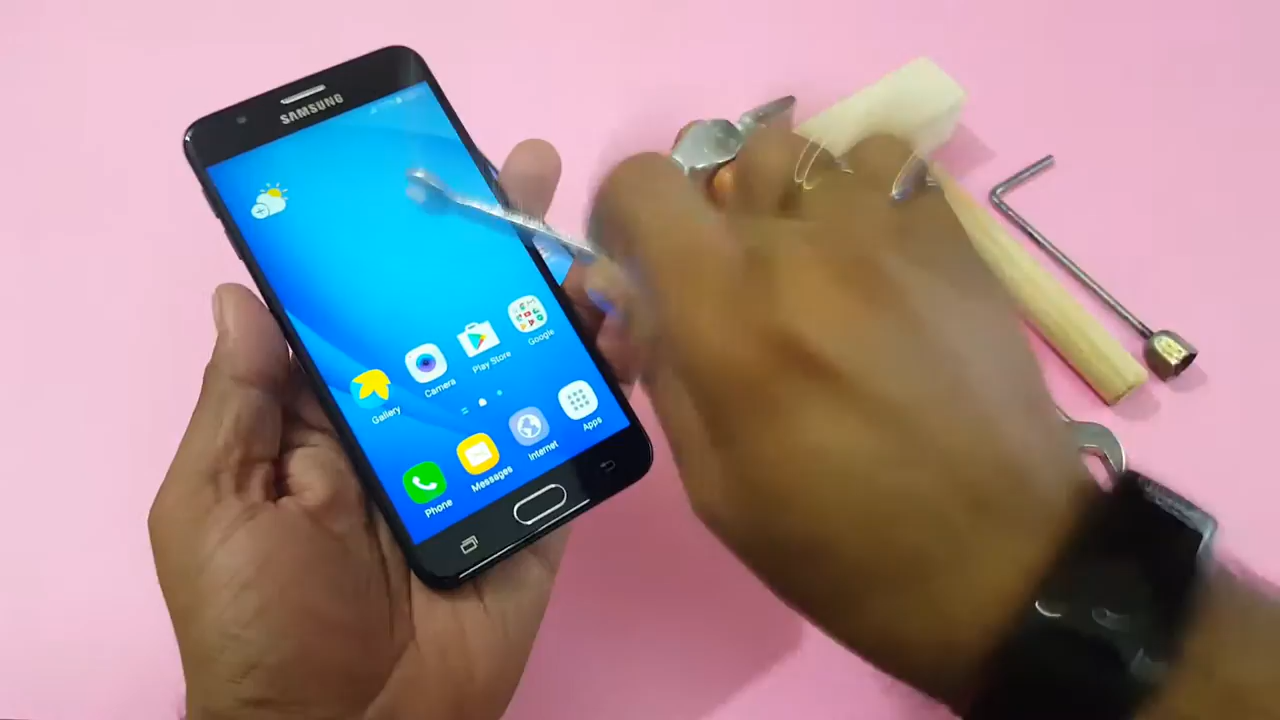 SAMSUNG
Gallery
Camera
Play Store
Google
Phone
Messages
Internet
Apps